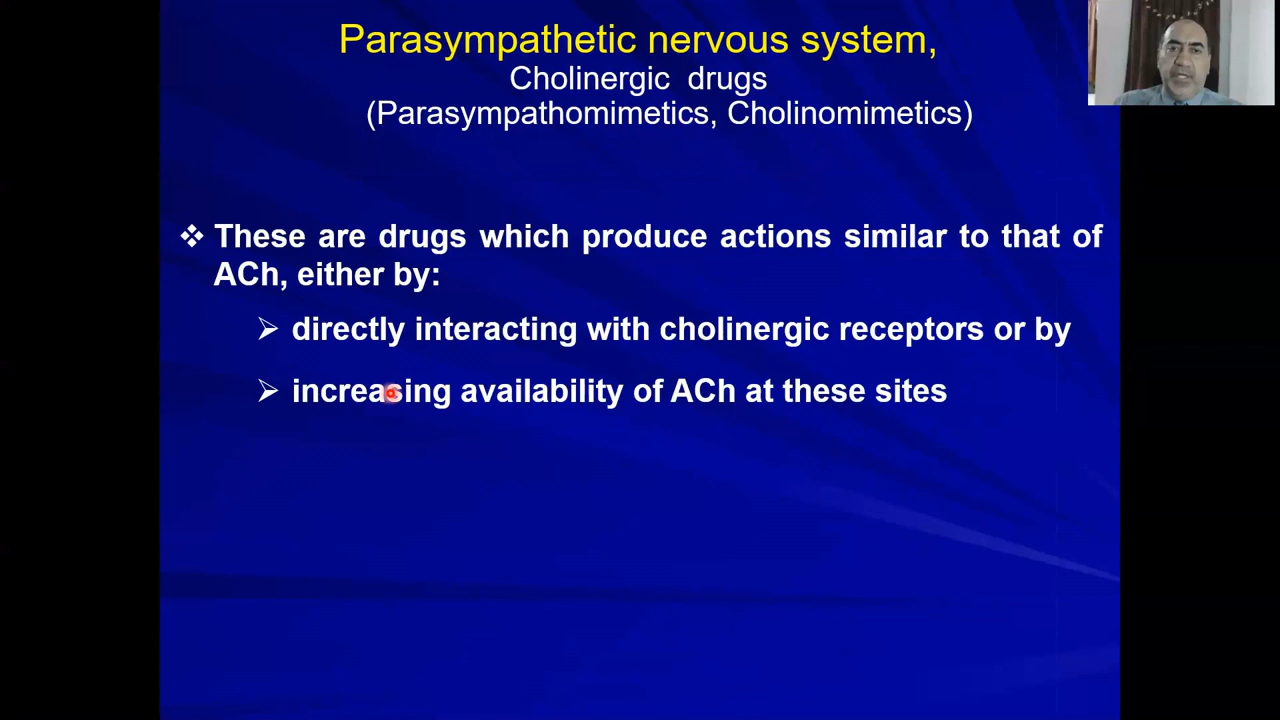 Parasympathetic nervous system,
Cholinergic drugs
(Parasympathomimetics, Cholinomimetics)
❖ These are drugs which produce actions similar to that of
ACh, either by:
➢ directly interacting with cholinergic receptors or by
➢ increasing availability of ACh at these sites